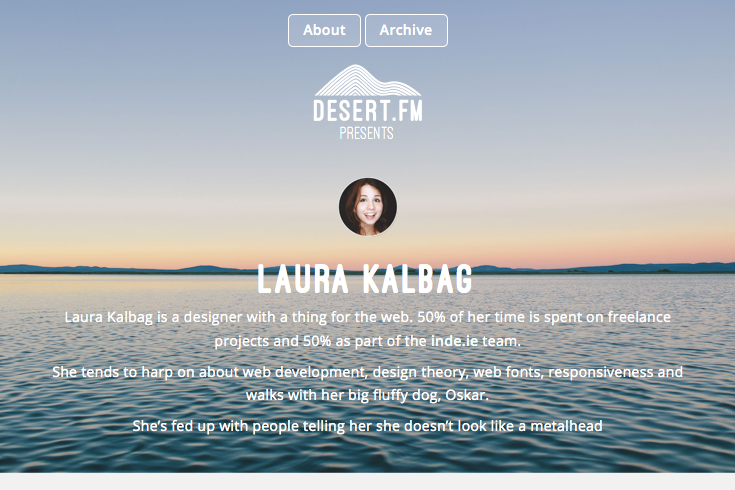 About Archive
DESERT.FM
PRESENTS
LAURA KALBAG
Laura Kalbag is a designer with a thing for the web. 50% of her time is spent on freelance
projects and 50% as part of the inde.ie team.
She tends to harp on about web development, design theory, web fonts, responsiveness and
walks with her big fluffy dog, Oskar.
She’s fed up with people telling her she doesn’t look like a metalhead